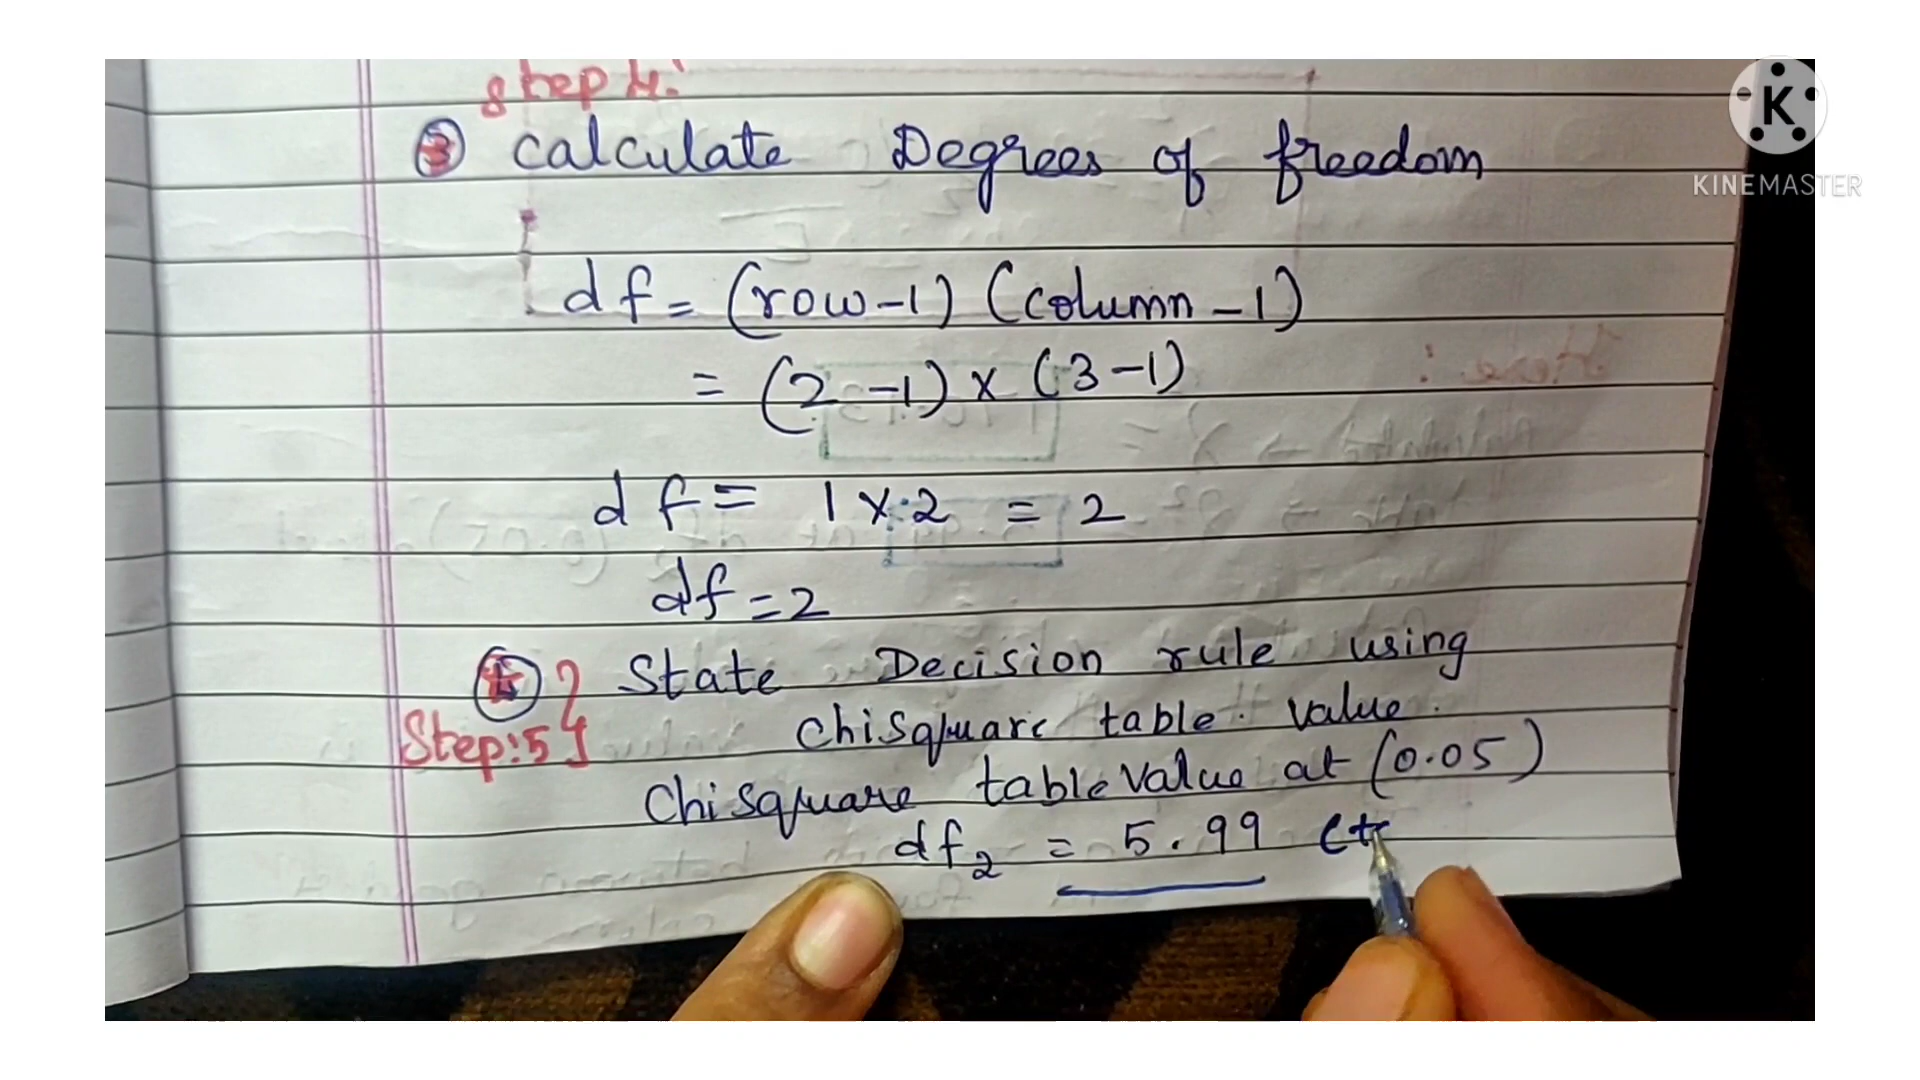 step 4:
③ calculate Degrees of freedom
df = (row-1) (column-1)
= (2-1) x (3-1)
df = 1 x 2 = 2
df = 2
State Decision rule using
Step:5
chisquare table value.
Chisquare table value at (0.05)
df₂ = 5.99 (t
K
KINEMASTER